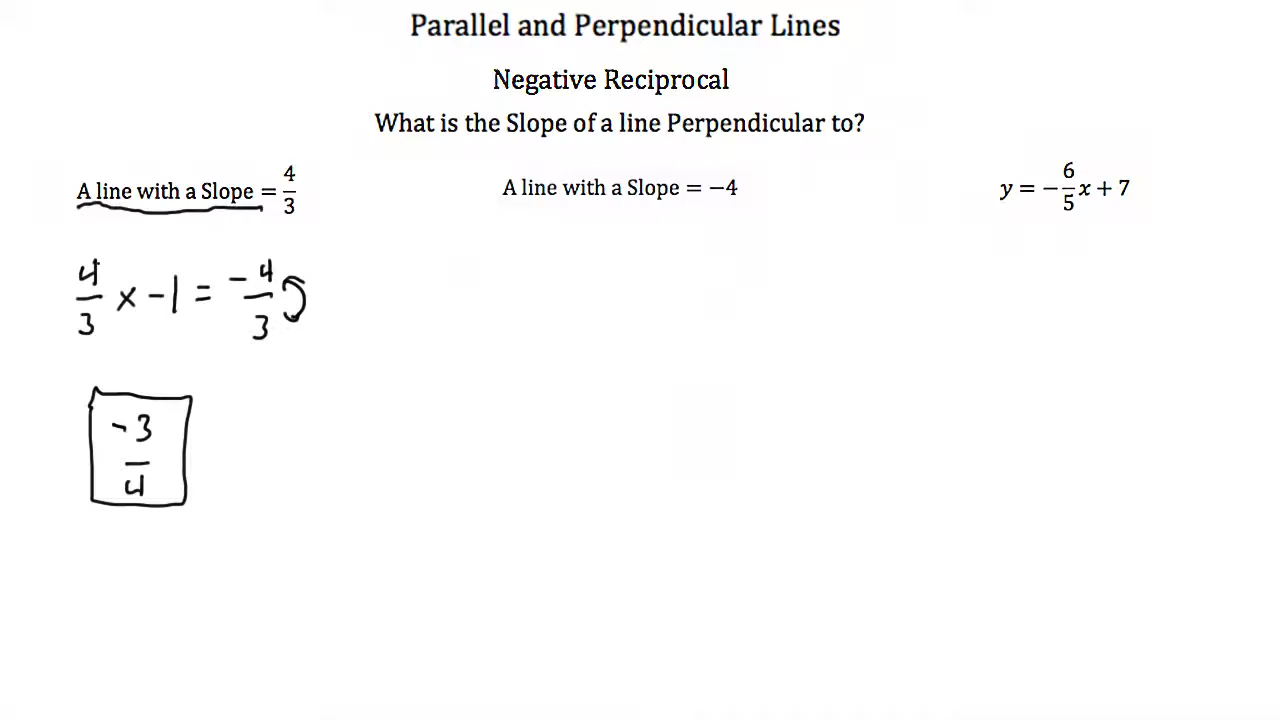 Parallel and Perpendicular Lines
Negative Reciprocal
What is the Slope of a line Perpendicular to?
A line with a Slope = 4/3
A line with a Slope = −4
y = −6/5x + 7
4/3 × -1 = -4/3
-3/4